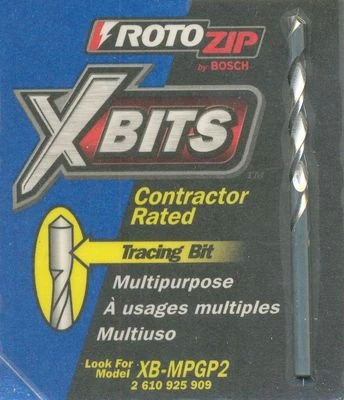 ROTOZIP
by BOSCH
XBITS
TM
Contractor
Rated
Tracing Bit
Multipurpose
À usages multiples
Multiuso
Look For
Model XB-MPGP2
2 610 925 909